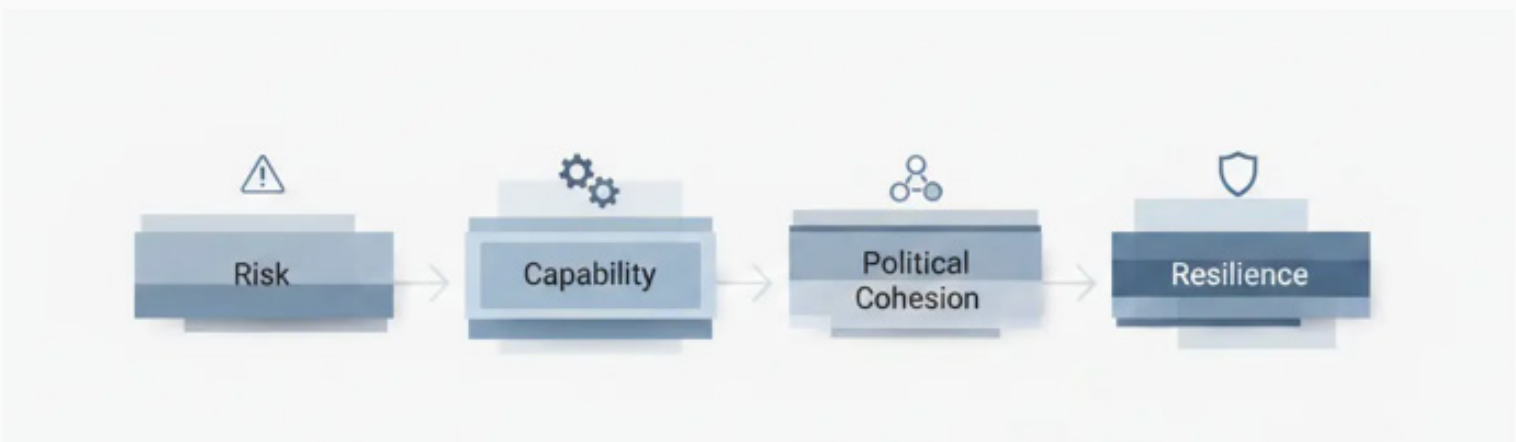 Risk
Capability
Political
Cohesion
Resilience